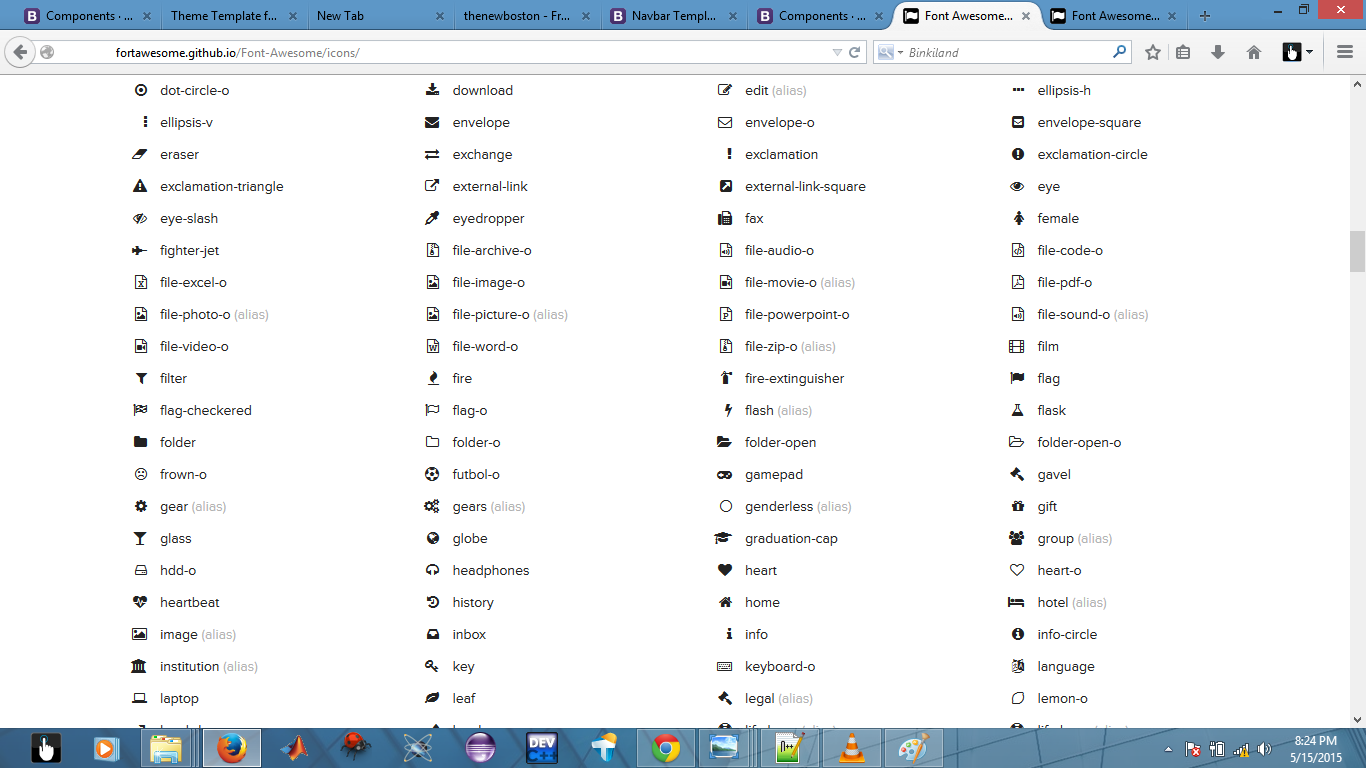 Components · ... Theme Template f... New Tab thenewboston - Fr... Navbar Templ... Components · ... Font Awesome... Font Awesome...
fortawesome.github.io/Font-Awesome/icons/ Binkiland
dot-circle-o download edit (alias) ellipsis-h
ellipsis-v envelope envelope-o envelope-square
eraser exchange exclamation exclamation-circle
exclamation-triangle external-link external-link-square eye
eye-slash eyedropper fax female
fighter-jet file-archive-o file-audio-o file-code-o
file-excel-o file-image-o file-movie-o (alias) file-pdf-o
file-photo-o (alias) file-picture-o (alias) file-powerpoint-o file-sound-o (alias)
file-video-o file-word-o file-zip-o (alias) film
filter fire fire-extinguisher flag
flag-checkered flag-o flash (alias) flask
folder folder-o folder-open folder-open-o
frown-o futbol-o gamepad gavel
gear (alias) gears (alias) genderless (alias) gift
glass globe graduation-cap group (alias)
hdd-o headphones heart heart-o
heartbeat history home hotel (alias)
image (alias) inbox info info-circle
institution (alias) key keyboard-o language
laptop leaf legal (alias) lemon-o
DEV C++ 8:24 PM
5/15/2015